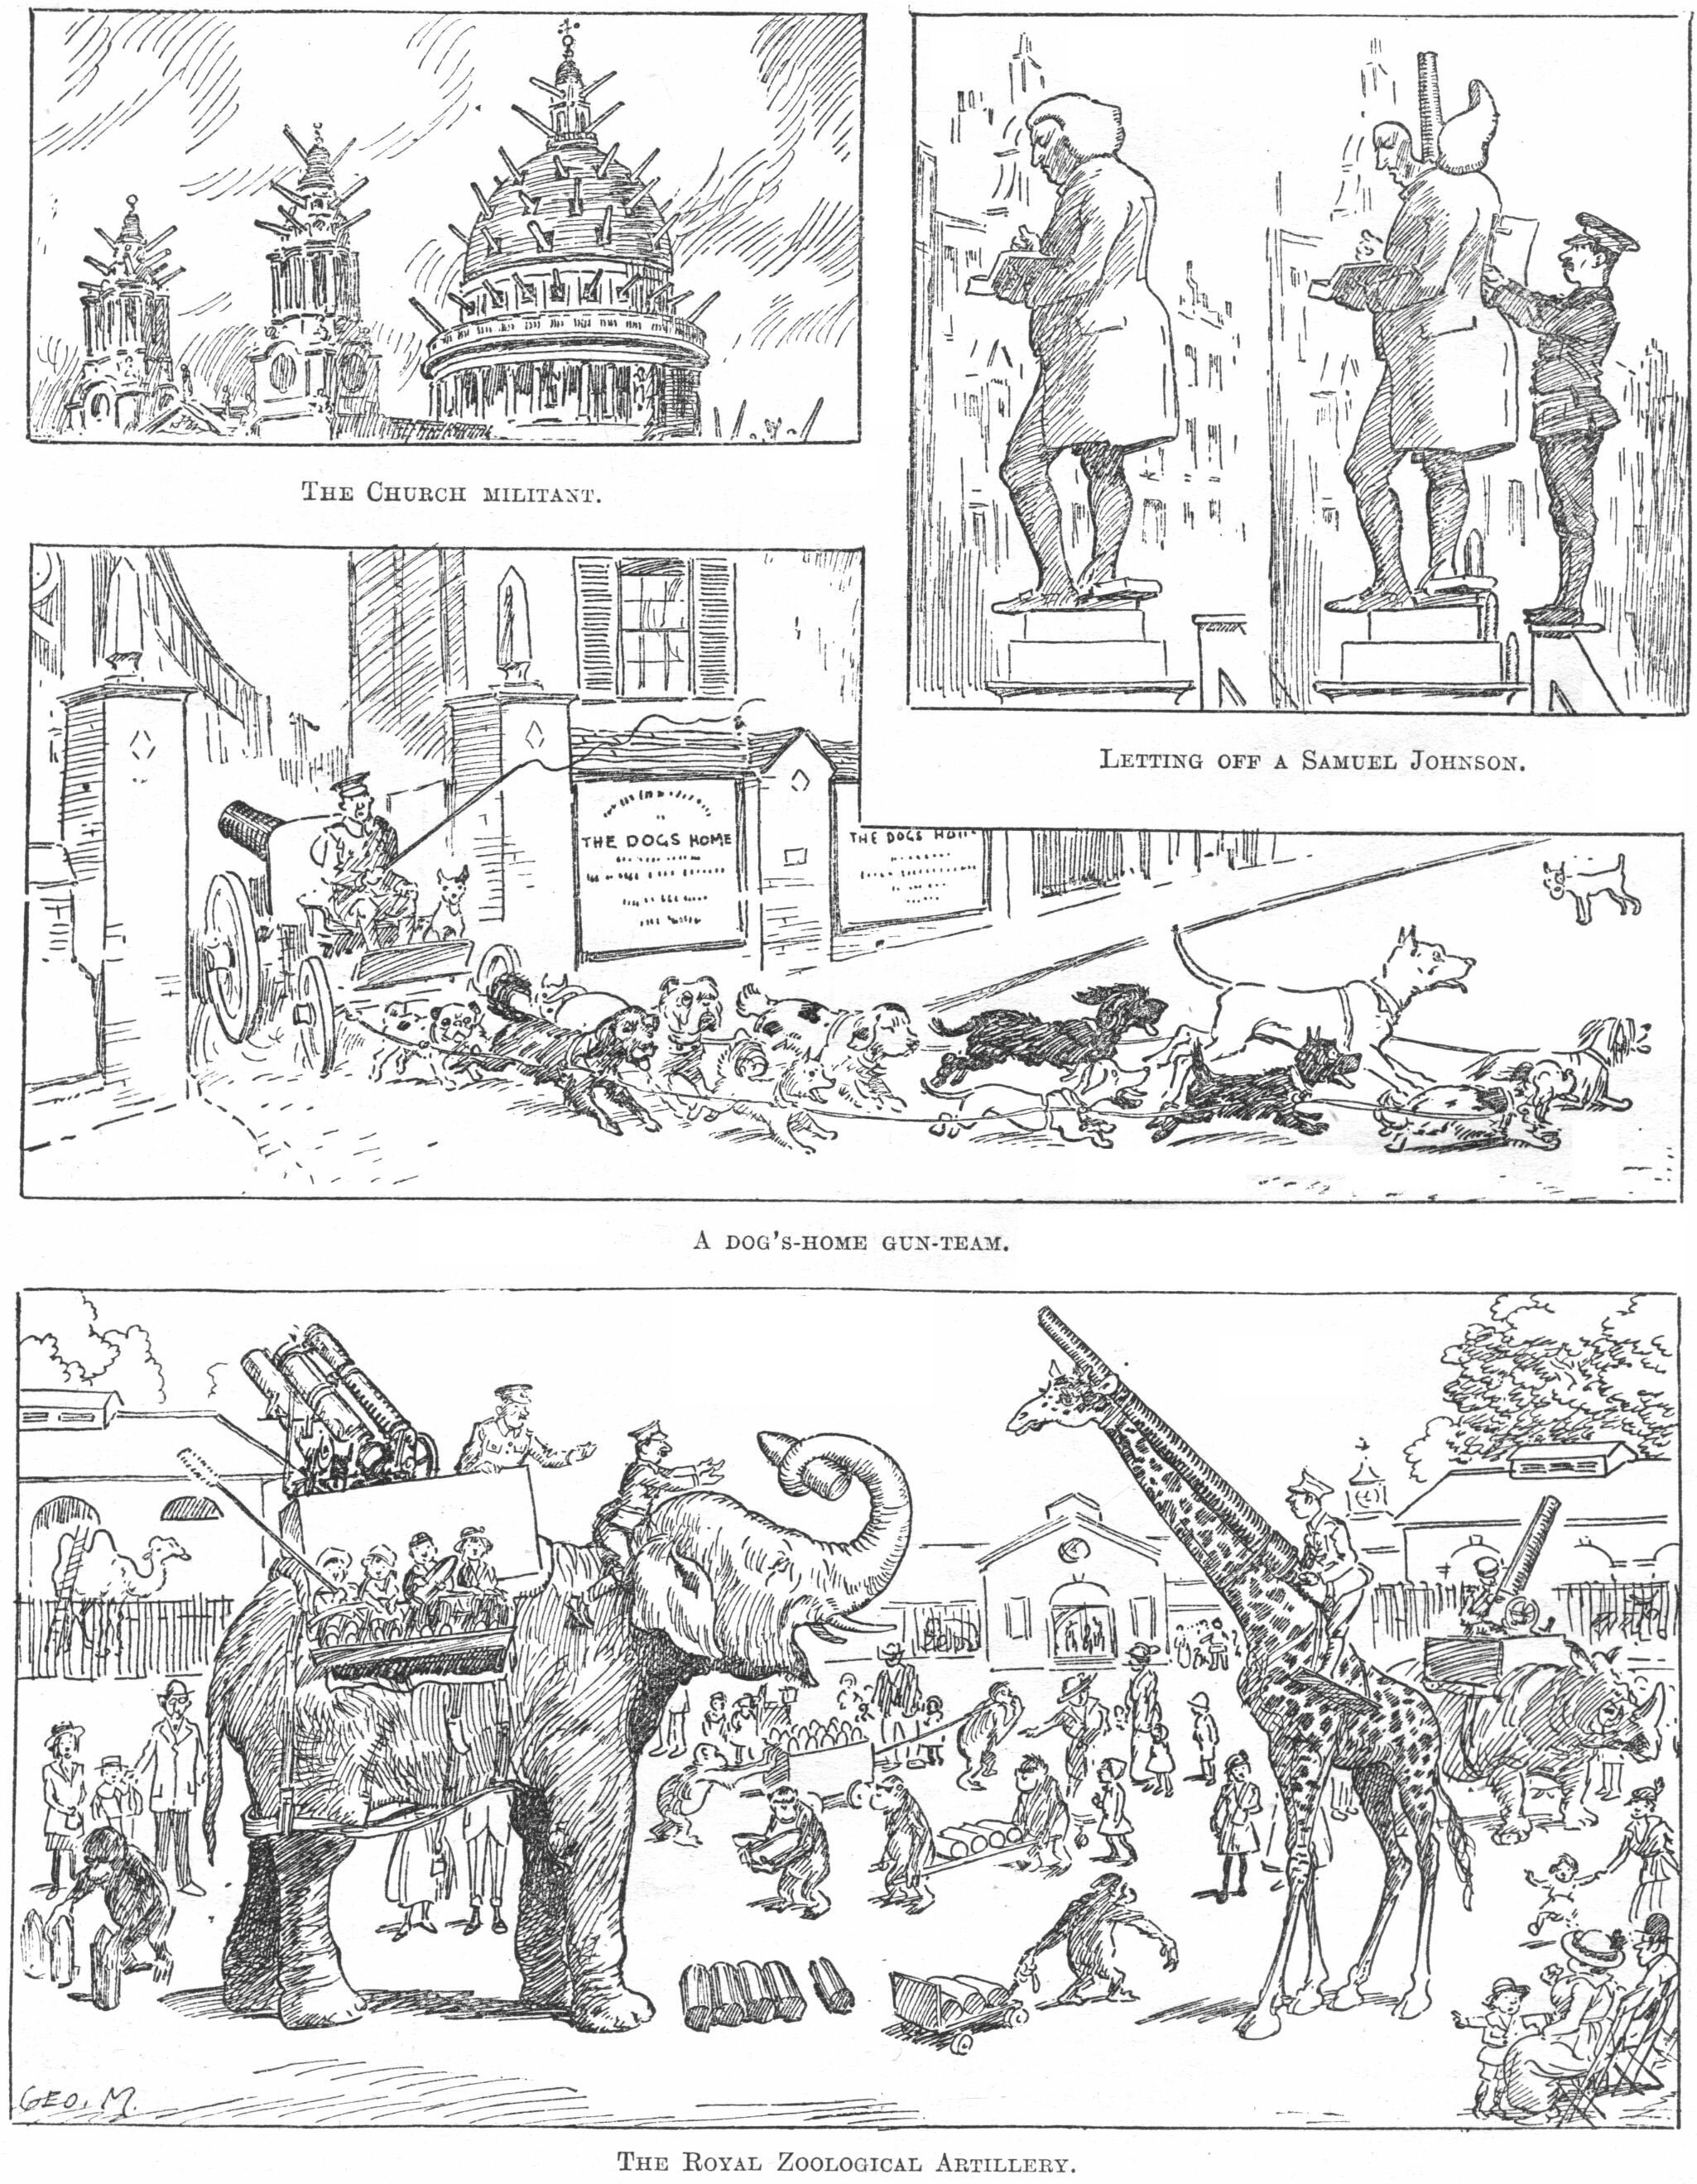 THE CHURCH MILITANT.
LETTING OFF A SAMUEL JOHNSON.
THE DOGS HOME
THE DOGS
A DOG'S-HOME GUN-TEAM.
GEO. M.
THE ROYAL ZOOLOGICAL ARTILLERY.